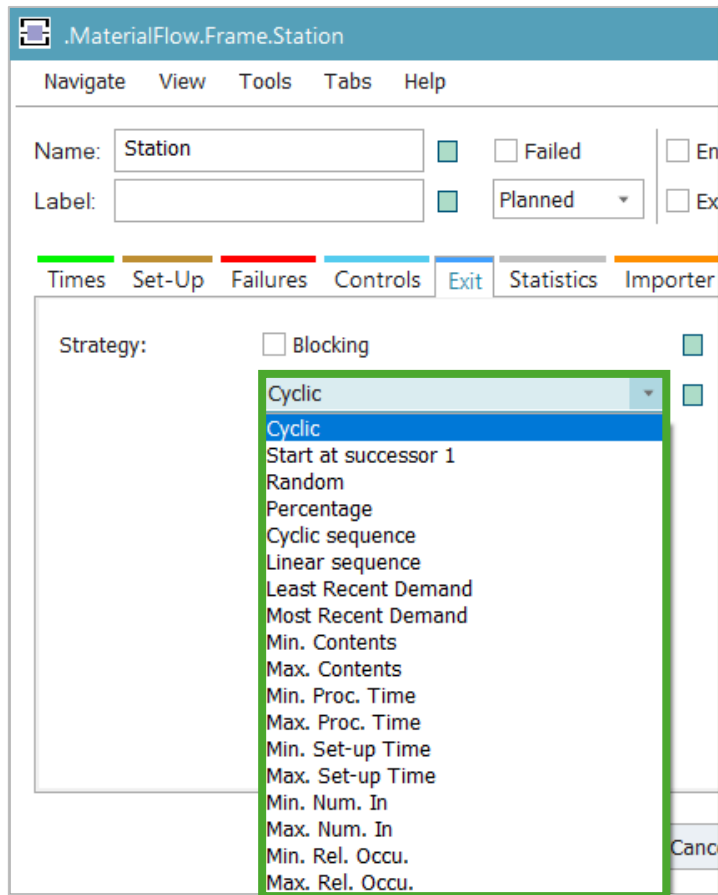 .MaterialFlow.Frame.Station
Navigate View Tools Tabs Help
Name: Station Failed En
Label: Planned Ex
Times Set-Up Failures Controls Exit Statistics Importer
Strategy: Blocking
Cyclic
Cyclic
Start at successor 1
Random
Percentage
Cyclic sequence
Linear sequence
Least Recent Demand
Most Recent Demand
Min. Contents
Max. Contents
Min. Proc. Time
Max. Proc. Time
Min. Set-up Time
Max. Set-up Time
Min. Num. In
Max. Num. In
Min. Rel. Occu.
Canc
Max. Rel. Occu.